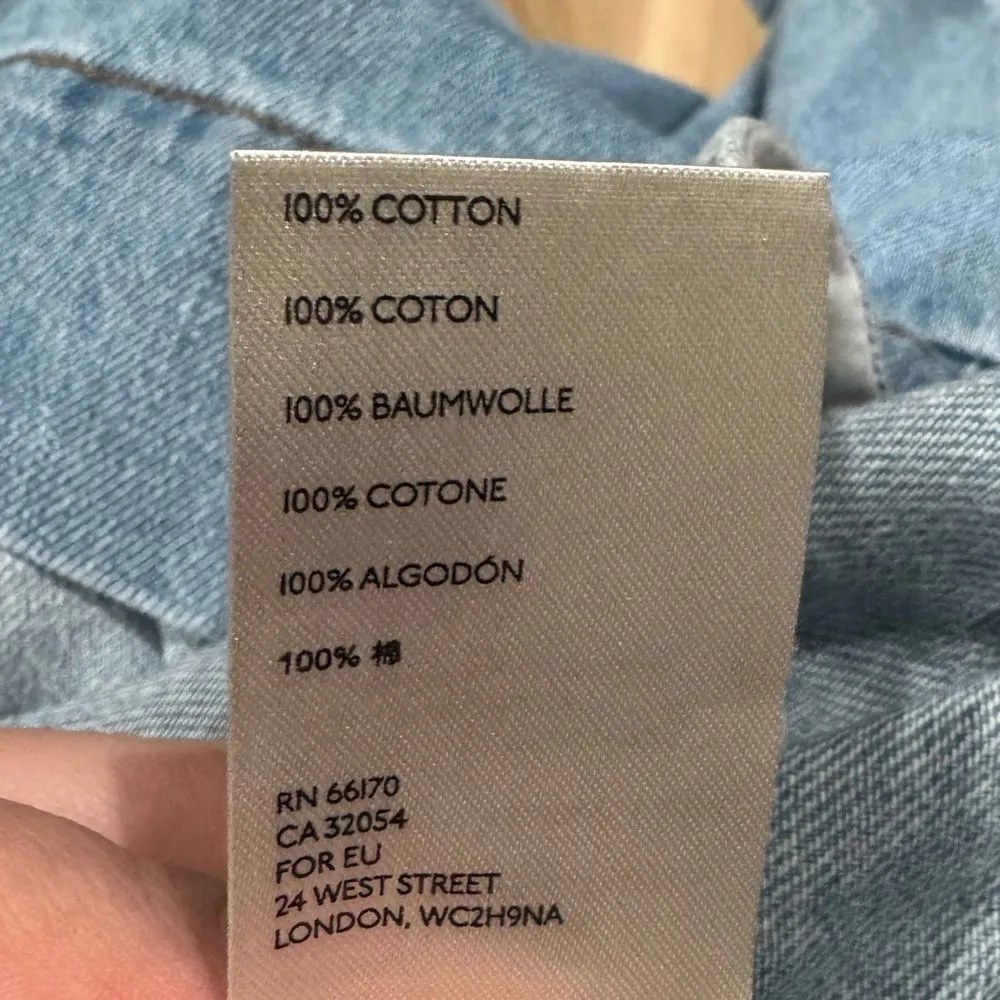 100% COTTON
100% COTON
100% BAUMWOLLE
100% COTONE
100% ALGODÓN
100% 棉
RN 66170
CA 32054
FOR EU
24 WEST STREET
LONDON, WC2H9NA